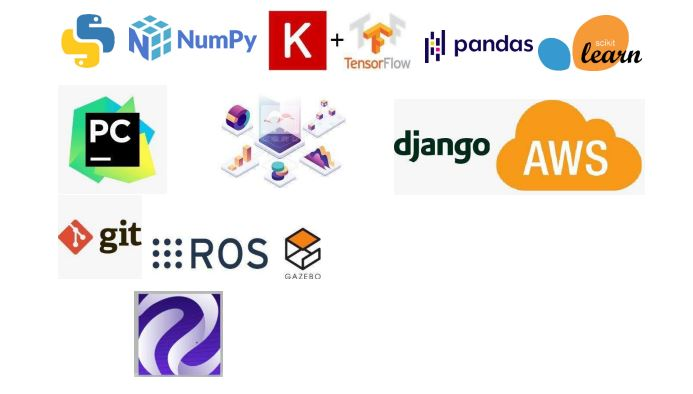 NumPy
K + TensorFlow
pandas
scikit
learn
PC
django
AWS
git
ROS
GAZEBO